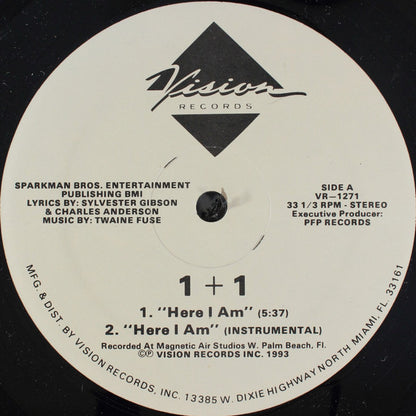 Vision
RECORDS
SPARKMAN BROS. ENTERTAINMENT
PUBLISHING BMI
LYRICS BY: SYLVESTER GIBSON
& CHARLES ANDERSON
MUSIC BY: TWAINE FUSE
SIDE A
VR-1271
33 1/3 RPM - STEREO
Executive Producer:
PFP RECORDS
1 + 1
1. "Here I Am" (5:37)
2. "Here I Am" (INSTRUMENTAL)
Recorded At Magnetic Air Studios W. Palm Beach, Fl.
©℗ VISION RECORDS INC. 1993
MFG. & DIST. BY VISION RECORDS, INC. 13385 W. DIXIE HIGHWAY NORTH MIAMI, FL. 33161